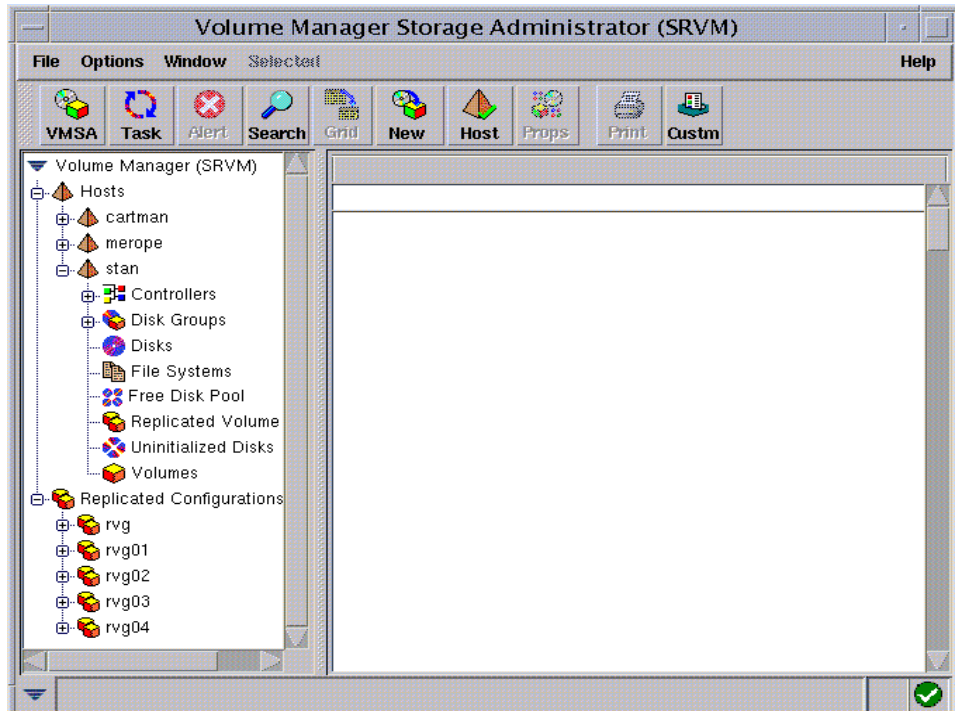 Volume Manager Storage Administrator (SRVM)
File Options Window Selected Help
VMSA Task Alert Search Grid New Host Props Print Custm
Volume Manager (SRVM)
Hosts
cartman
merope
stan
Controllers
Disk Groups
Disks
File Systems
Free Disk Pool
Replicated Volume
Uninitialized Disks
Volumes
Replicated Configurations
rvg
rvg01
rvg02
rvg03
rvg04